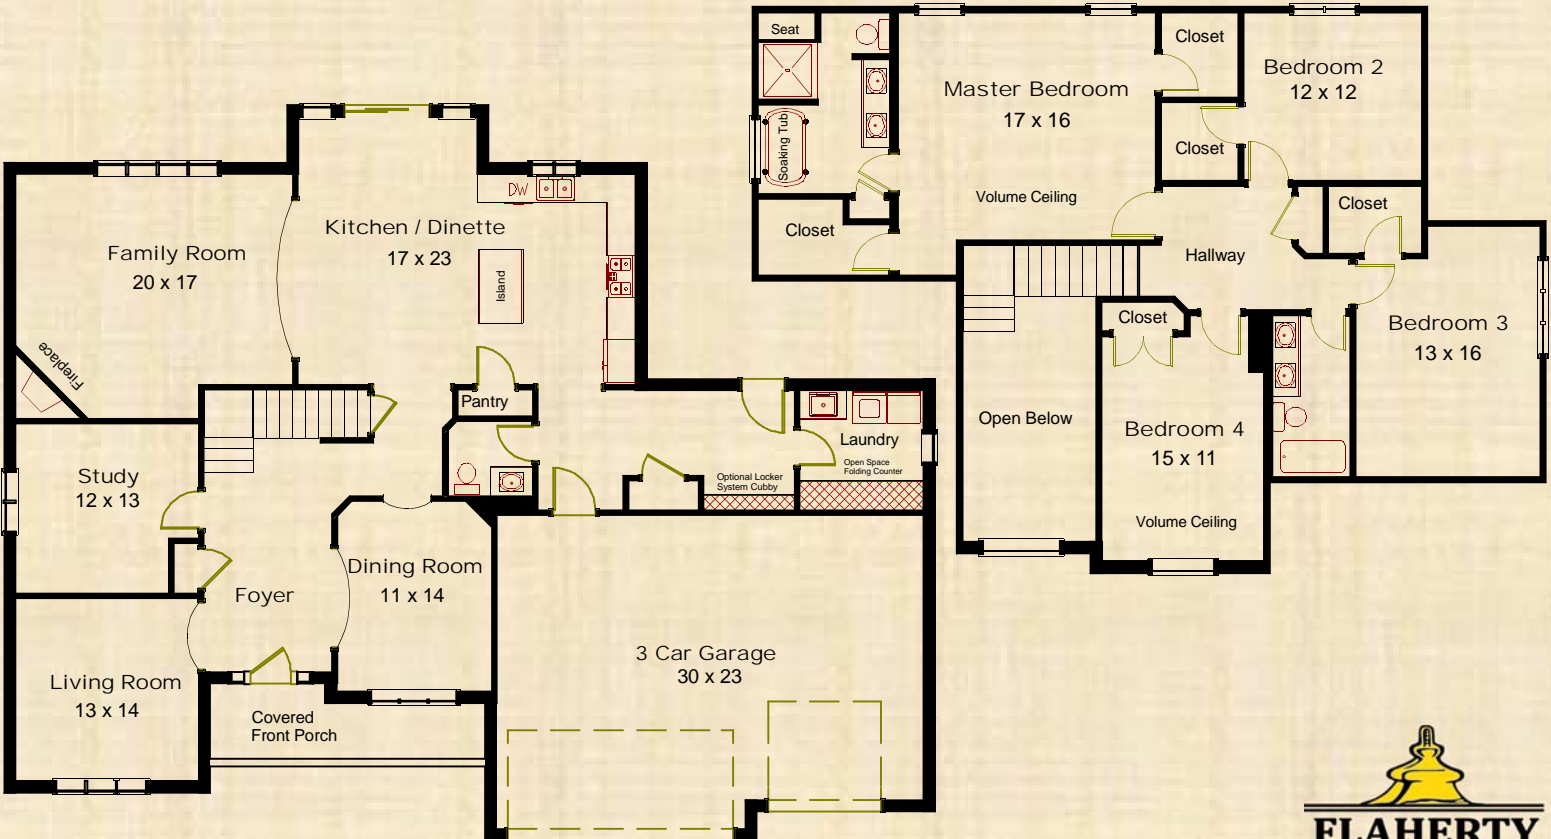 Family Room
20 x 17
Fireplace
Kitchen / Dinette
17 x 23
DW
Island
Pantry
Study
12 x 13
Foyer
Dining Room
11 x 14
Living Room
13 x 14
Covered
Front Porch
Optional Locker
System Cubby
Laundry
Open Space
Folding Counter
3 Car Garage
30 x 23
Seat
Soaking Tub
Closet
Master Bedroom
17 x 16
Volume Ceiling
Closet
Closet
Bedroom 2
12 x 12
Closet
Hallway
Bedroom 3
13 x 16
Closet
Open Below
Bedroom 4
15 x 11
Volume Ceiling
FLAHERTY